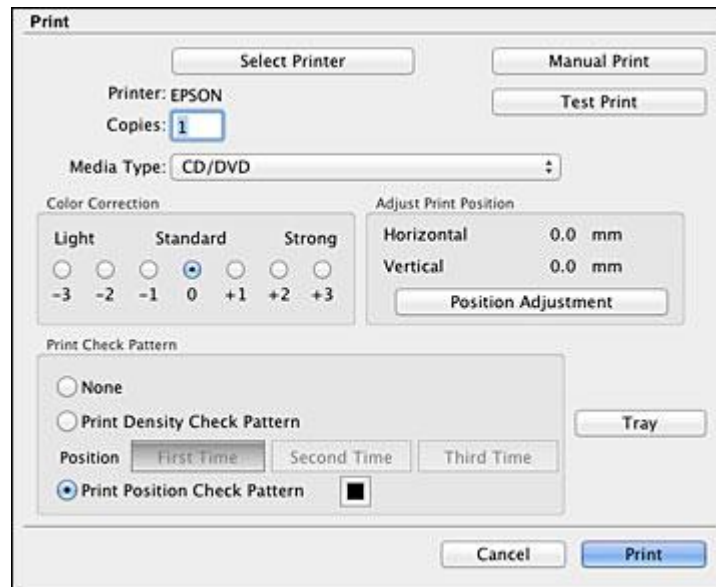 Print
Select Printer
Manual Print
Printer: EPSON
Test Print
Copies: 1
Media Type: CD/DVD
Color Correction
Light Standard Strong
-3 -2 -1 0 +1 +2 +3
Adjust Print Position
Horizontal 0.0 mm
Vertical 0.0 mm
Position Adjustment
Print Check Pattern
None
Print Density Check Pattern
Position First Time Second Time Third Time
Print Position Check Pattern
Tray
Cancel Print